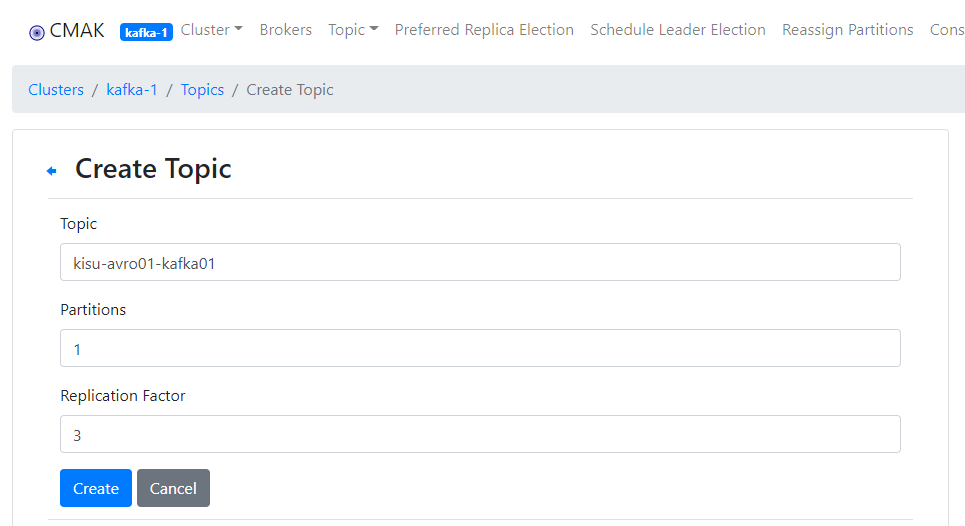 CMAK kafka-1 Cluster Brokers Topic Preferred Replica Election Schedule Leader Election Reassign Partitions Cons
Clusters / kafka-1 / Topics / Create Topic
Create Topic
Topic
kisu-avro01-kafka01
Partitions
1
Replication Factor
3
Create Cancel